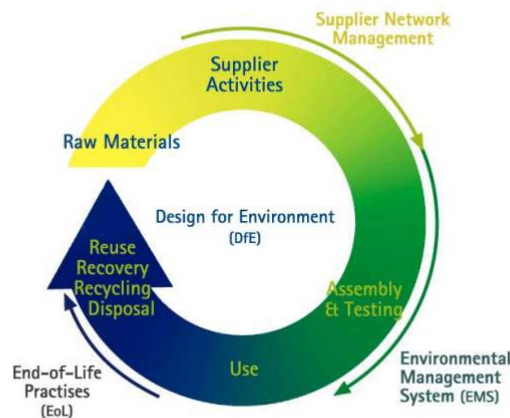 Supplier Network
Management
Supplier
Activities
Raw Materials
Design for Environment
(DfE)
Reuse
Recovery
Recycling
Disposal
Assembly
& Testing
Use
End-of-Life
Practises
(EoL)
Environmental
Management
System (EMS)